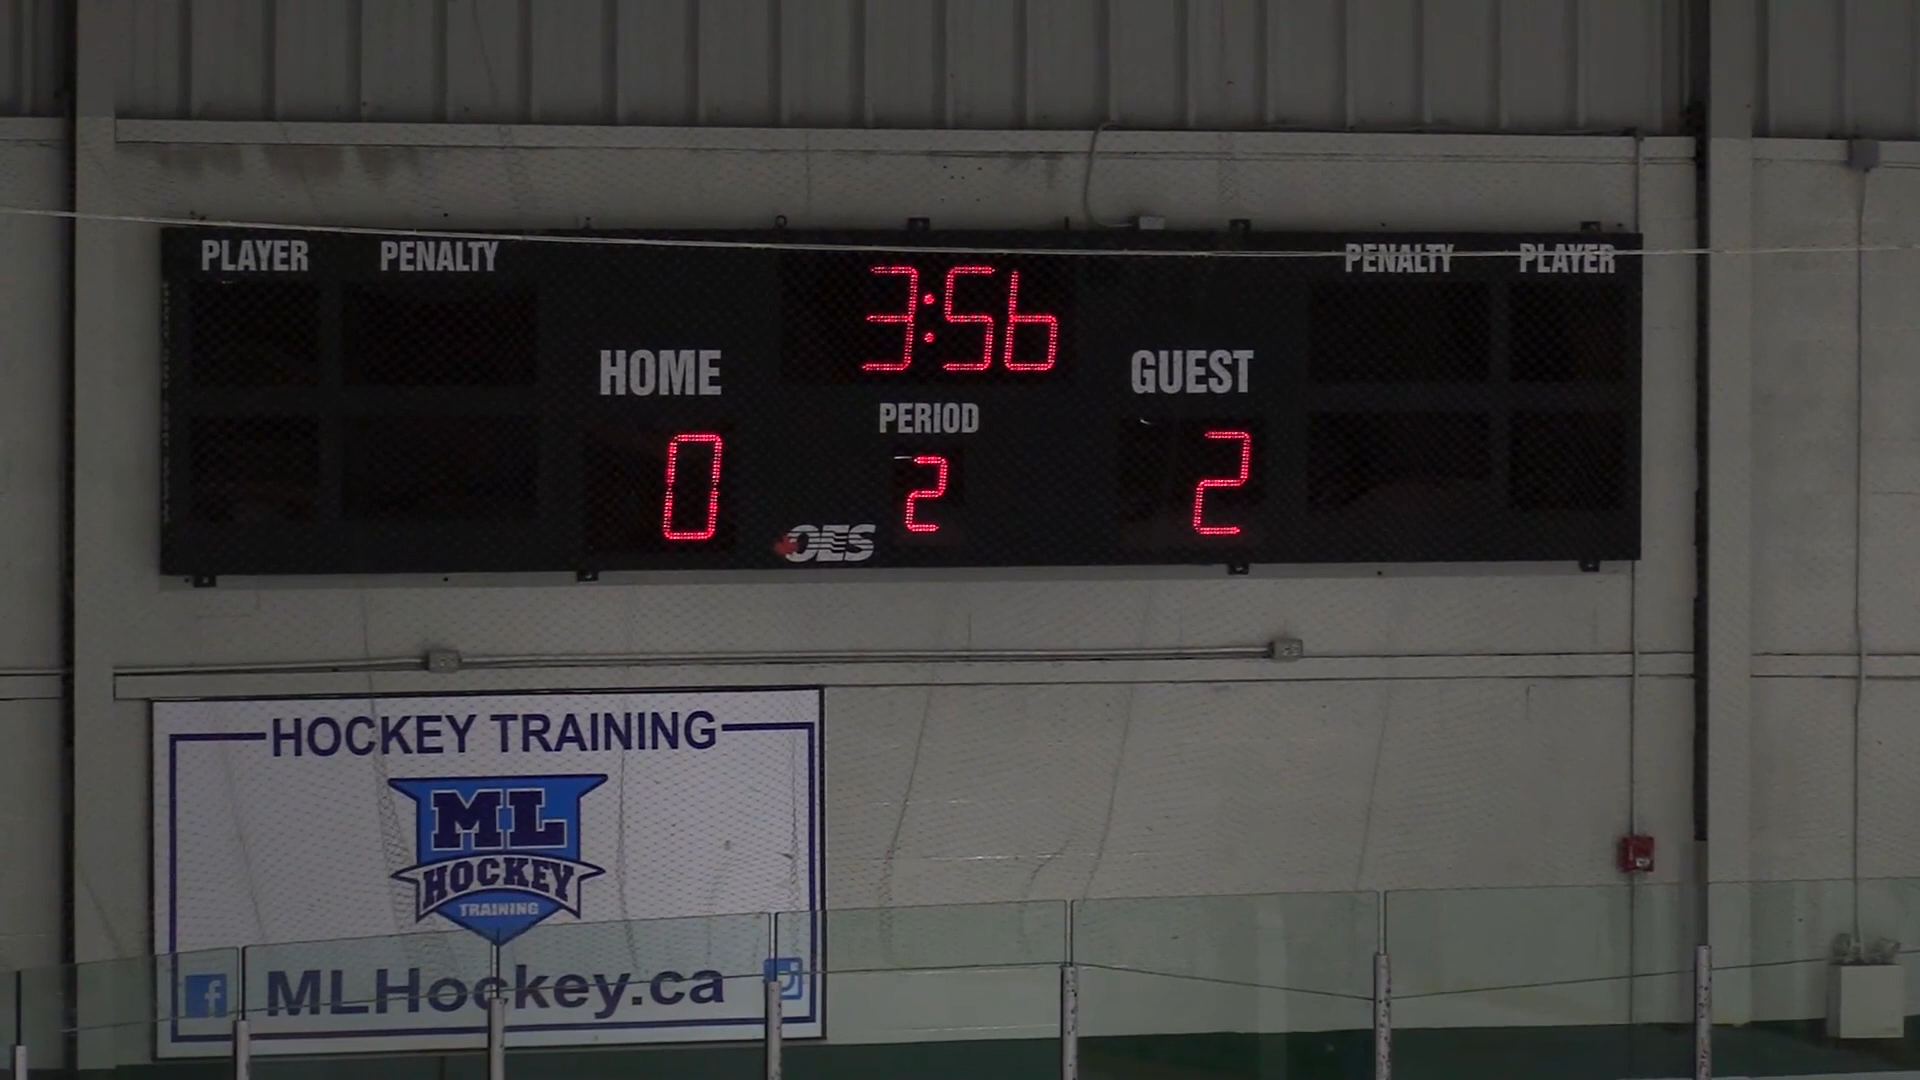 PLAYER PENALTY 3:56 PENALTY PLAYER
HOME GUEST
PERIOD
0 2 2
OES
HOCKEY TRAINING
ML
HOCKEY
TRAINING
f MLHockey.ca